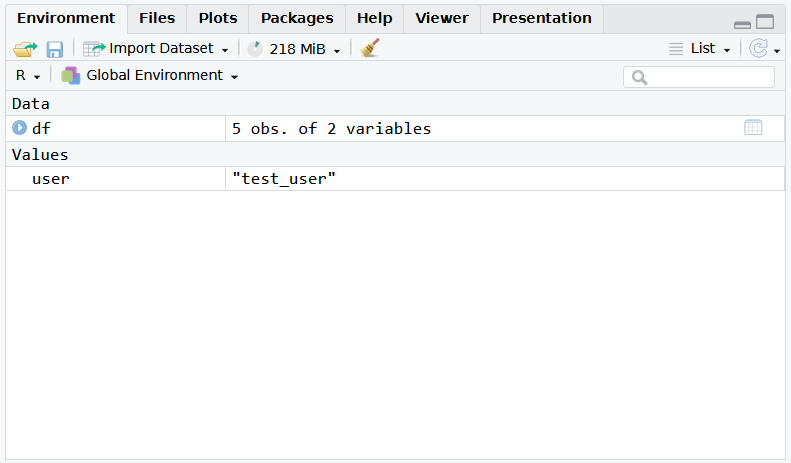 Environment Files Plots Packages Help Viewer Presentation
Import Dataset 218 MiB List
R Global Environment
Data
df 5 obs. of 2 variables
Values
user "test_user"